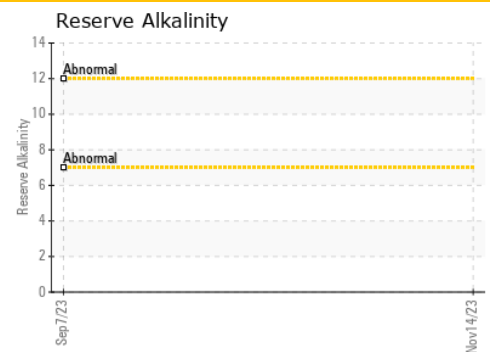 Reserve Alkalinity
14
Abnormal
12
10
8
Abnormal
6
4
2
0
Reserve Alkalinity
Sep7/23
Nov14/23